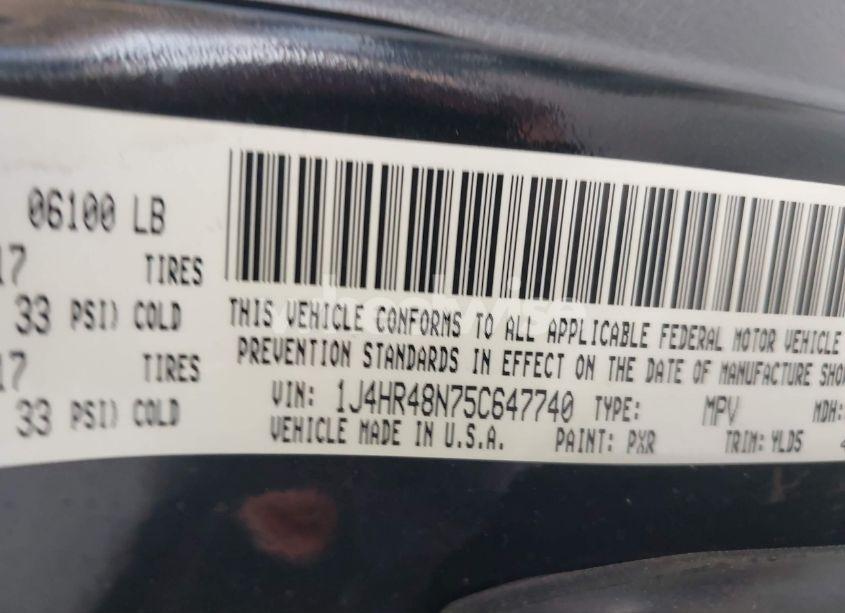 06100 LB
17 TIRES
33 PSI) COLD
17 TIRES
33 PSI) COLD
THIS VEHICLE CONFORMS TO ALL APPLICABLE FEDERAL MOTOR VEHICLE
PREVENTION STANDARDS IN EFFECT ON THE DATE OF MANUFACTURE SHO
VIN: 1J4HR48N75C647740 TYPE: MPV MDH:
VEHICLE MADE IN U.S.A. PAINT: PXR TRIM: YLD5